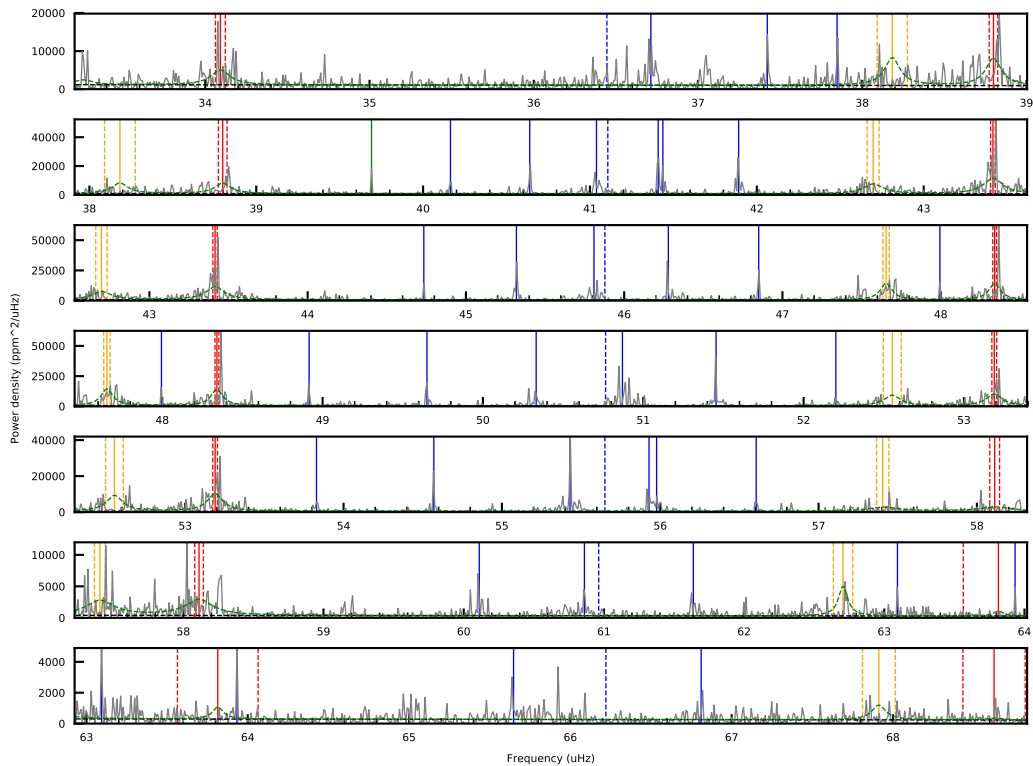 20000
10000
0
34 35 36 37 38 39
40000
20000
0
38 39 40 41 42 43
50000
25000
0
43 44 45 46 47 48
50000
25000
0
48 49 50 51 52 53
Power density (ppm^2/uHz)
40000
20000
0
53 54 55 56 57 58
10000
5000
0
58 59 60 61 62 63 64
4000
2000
0
63 64 65 66 67 68
Frequency (uHz)